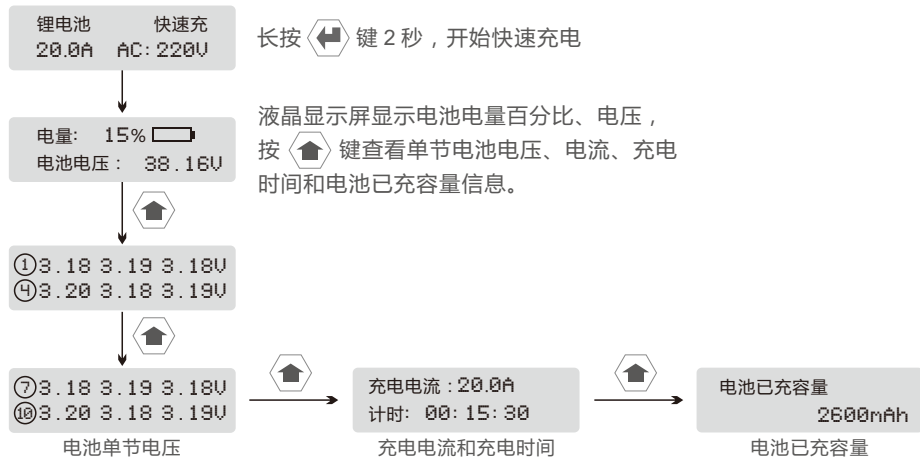 锂电池 快速充
20.0A AC:220V
长按 键2秒，开始快速充电
电量: 15%
电池电压： 38.16V
液晶显示屏显示电池电量百分比、电压，
按 键查看单节电池电压、电流、充电
时间和电池已充容量信息。
①3.18 3.19 3.18V
④3.20 3.18 3.19V
⑦3.18 3.19 3.18V
⑩3.20 3.18 3.19V
电池单节电压
充电电流:20.0A
计时: 00:15:30
充电电流和充电时间
电池已充容量
2600mAh
电池已充容量